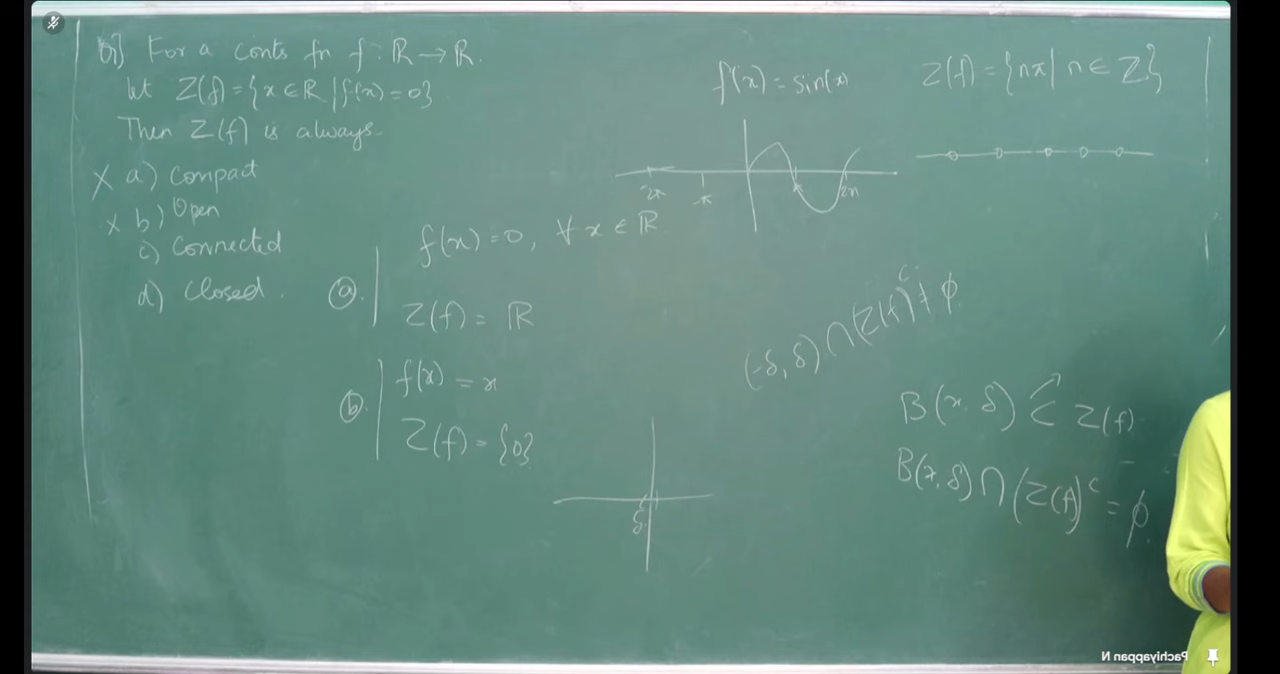 Q1] For a conts fn f : ℝ → ℝ.
let Z(f) = {x ∈ ℝ | f(x) = 0}
Then Z(f) is always.
X a) Compact
X b) Open
c) Connected
d) Closed.
f(x) = sin(x)
Z(f) = {nπ | n ∈ Z}
-2π -π 2π
f(x) = 0, ∀ x ∈ ℝ
(a).
Z(f) = ℝ
f(x) = x
(b).
Z(f) = {0}
(-δ, δ) ∩ (Z(f))ᶜ ≠ ϕ
B(x, δ) ⊂ Z(f)
B(x, δ) ∩ (Z(f))ᶜ = ϕ.
Pachiyappan N